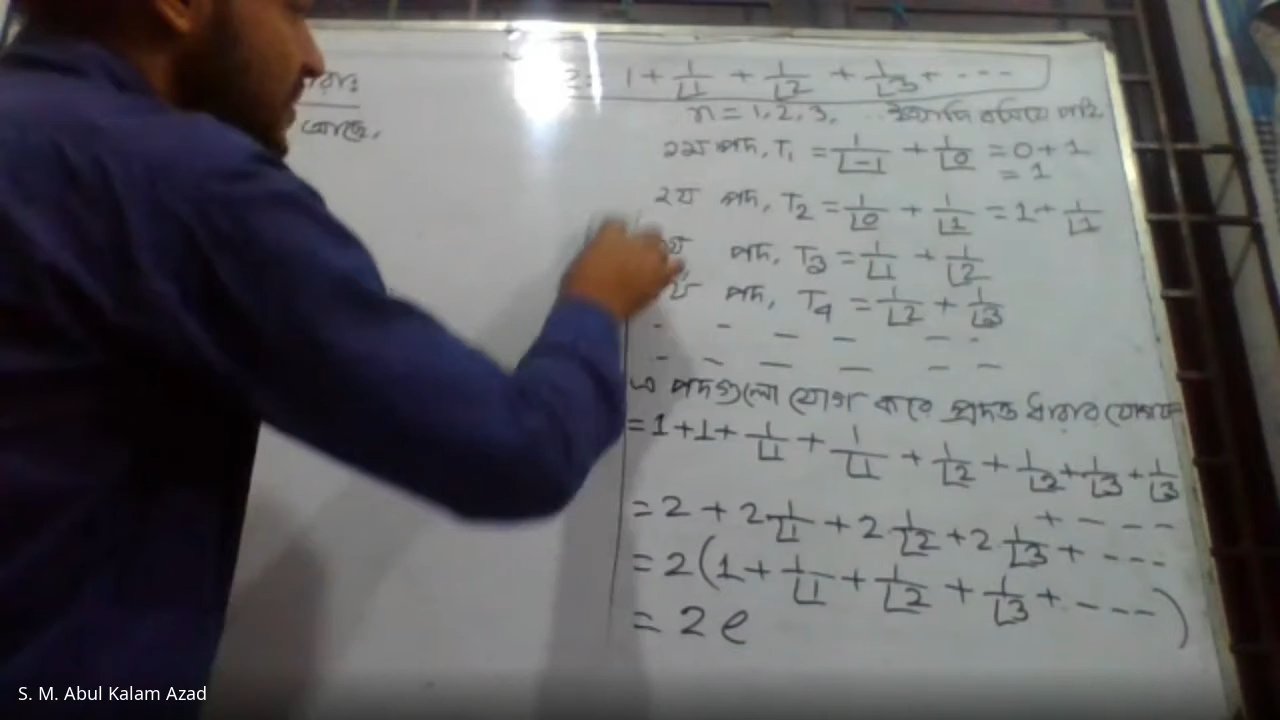 আছে,
e = 1 + 1/∟1 + 1/∟2 + 1/∟3 + ----
n = 1, 2, 3, .. ইত্যাদি বসিয়ে পাই,
১ম পদ, T₁ = 1/∟-1 + 1/∟0 = 0 + 1
= 1
২য় পদ, T₂ = 1/∟0 + 1/∟1 = 1 + 1/∟1
পদ, T₃ = 1/∟1 + 1/∟2
পদ, T₄ = 1/∟2 + 1/∟3
- - - - - -
- - - - - -
এ পদগুলো যোগ করে প্রদত্ত ধারার যোগফল
= 1 + 1 + 1/∟1 + 1/∟1 + 1/∟2 + 1/∟2 + 1/∟3 + 1/∟3
+ ----
= 2 + 2 1/∟1 + 2 1/∟2 + 2 1/∟3 + ----
= 2(1 + 1/∟1 + 1/∟2 + 1/∟3 + ----)
= 2e
S. M. Abul Kalam Azad